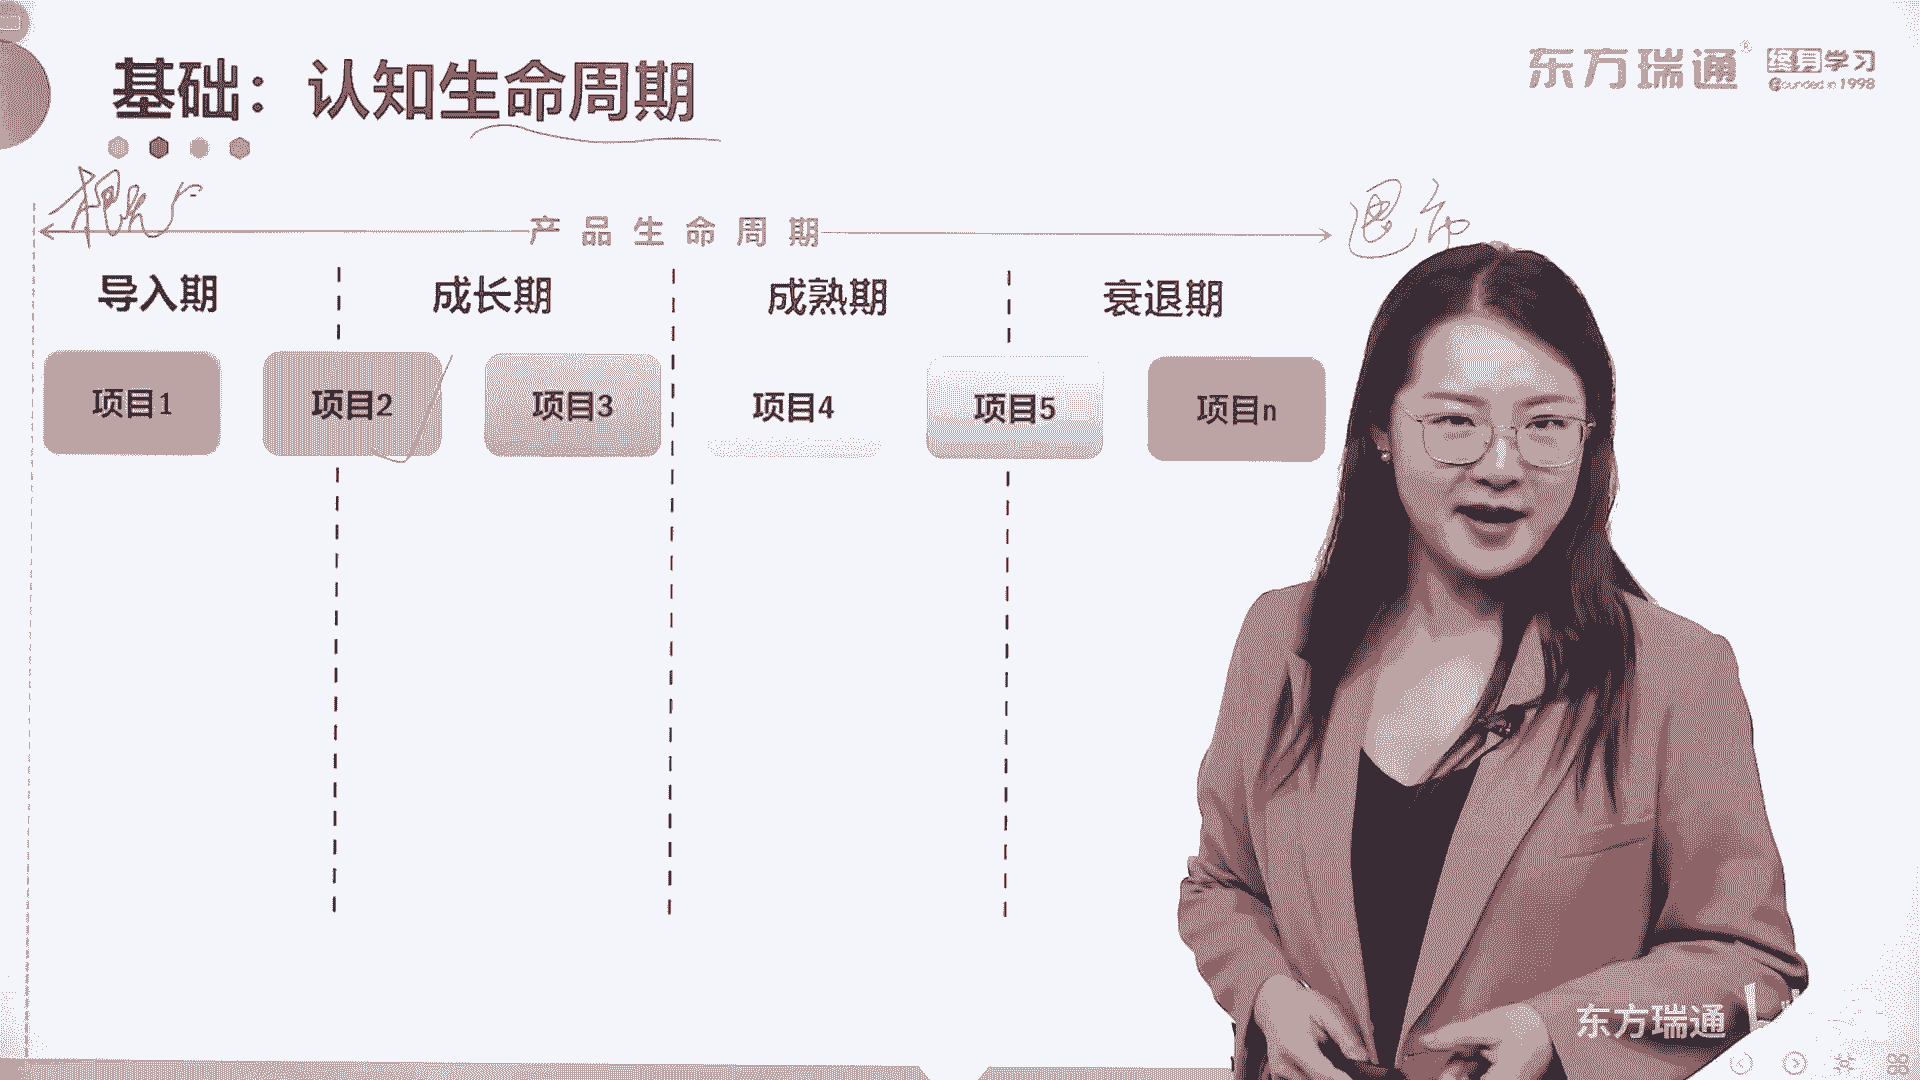 基础：认知生命周期
东方瑞通®
终身学习
Founded in 1998
概念
退市
产品生命周期
导入期
成长期
成熟期
衰退期
项目1
项目2
项目3
项目4
项目5
项目n
东方瑞通